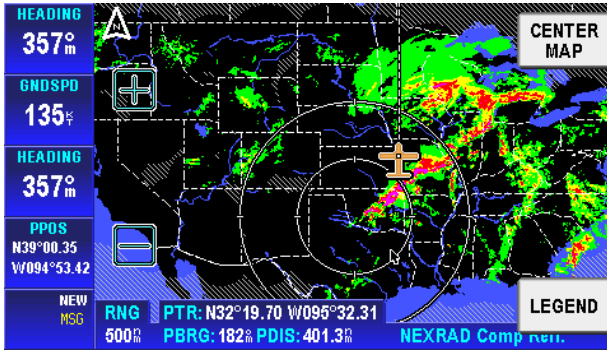 HEADING
357°m
GNDSPD
135kt
HEADING
357°m
PPOS
N39°00.35
W094°53.42
NEW
MSG
N
CENTER
MAP
LEGEND
RNG
500nm
PTR: N32°19.70 W095°32.31
PBRG: 182°m PDIS: 401.3nm
NEXRAD Comp Refl.